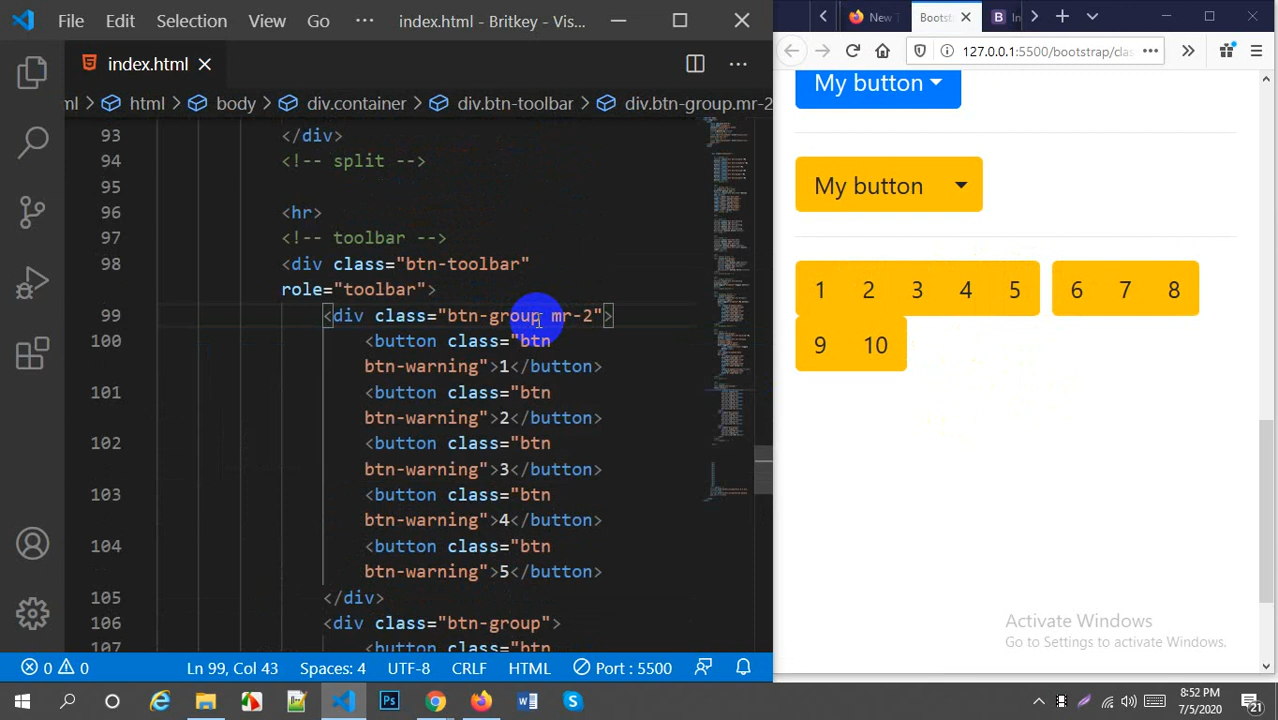 File Edit Selection View Go ··· index.html - Britkey - Vis...
index.html
ml > html > body > div.container > div.btn-toolbar > div.btn-group.mr-2
93 </div>
94 <!-- split -->
95
96 <hr>
97 <!-- toolbar -->
98 <div class="btn-toolbar"
role="toolbar">
99 <div class="btn-group mr-2">
100 <button class="btn
btn-warning">1</button>
101 <button class="btn
btn-warning">2</button>
102 <button class="btn
btn-warning">3</button>
103 <button class="btn
btn-warning">4</button>
104 <button class="btn
btn-warning">5</button>
105 </div>
106 <div class="btn-group">
107 <button class="btn
0 0 Ln 99, Col 43 Spaces: 4 UTF-8 CRLF HTML Port : 5500
New T Bootst In
127.0.0.1:5500/bootstrap/clas
My button
My button
1 2 3 4 5 6 7 8
9 10
Activate Windows
Go to Settings to activate Windows.
8:52 PM
7/5/2020
21